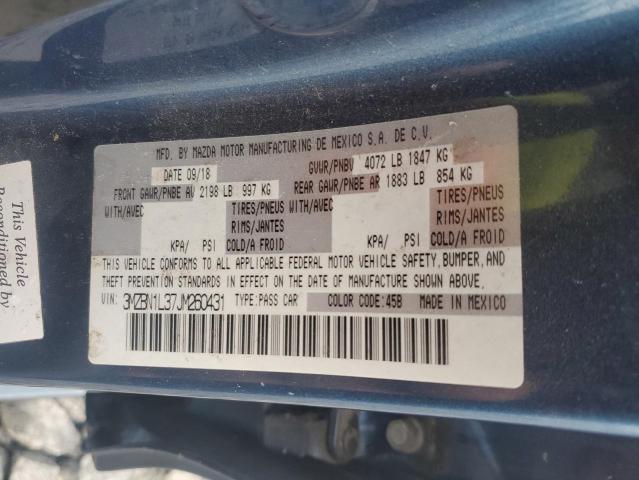 MFD. BY MAZDA MOTOR MANUFACTURING DE MEXICO S.A. DE C.V.
DATE 09/18 GVWR/PNBV 4072 LB 1847 KG
FRONT GAWR/PNBE AV 2198 LB 997 KG REAR GAWR/PNBE AR 1883 LB 854 KG
WITH/AVEC TIRES/PNEUS WITH/AVEC TIRES/PNEUS
RIMS/JANTES RIMS/JANTES
KPA/ PSI COLD/A FROID KPA/ PSI COLD/A FROID
THIS VEHICLE CONFORMS TO ALL APPLICABLE FEDERAL MOTOR VEHICLE SAFETY, BUMPER, AND
THEFT PREVENTION STANDARDS IN EFFECT ON THE DATE OF MANUFACTURE SHOWN ABOVE.
VIN: 3MZBN1L37JM260431 TYPE:PASS CAR COLOR CODE:45B MADE IN MEXICO
This Vehicle
Reconditioned by